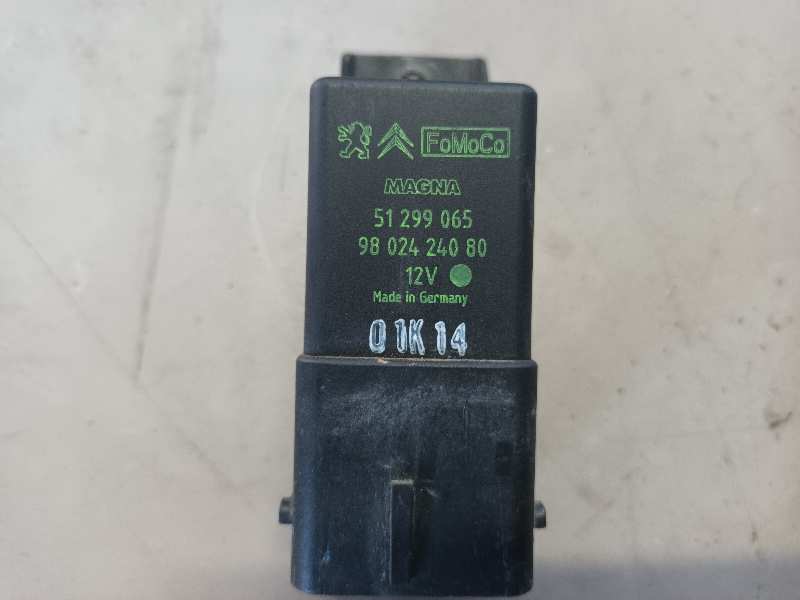 FoMoCo
MAGNA
51 299 065
98 024 240 80
12V
Made in Germany
01K14